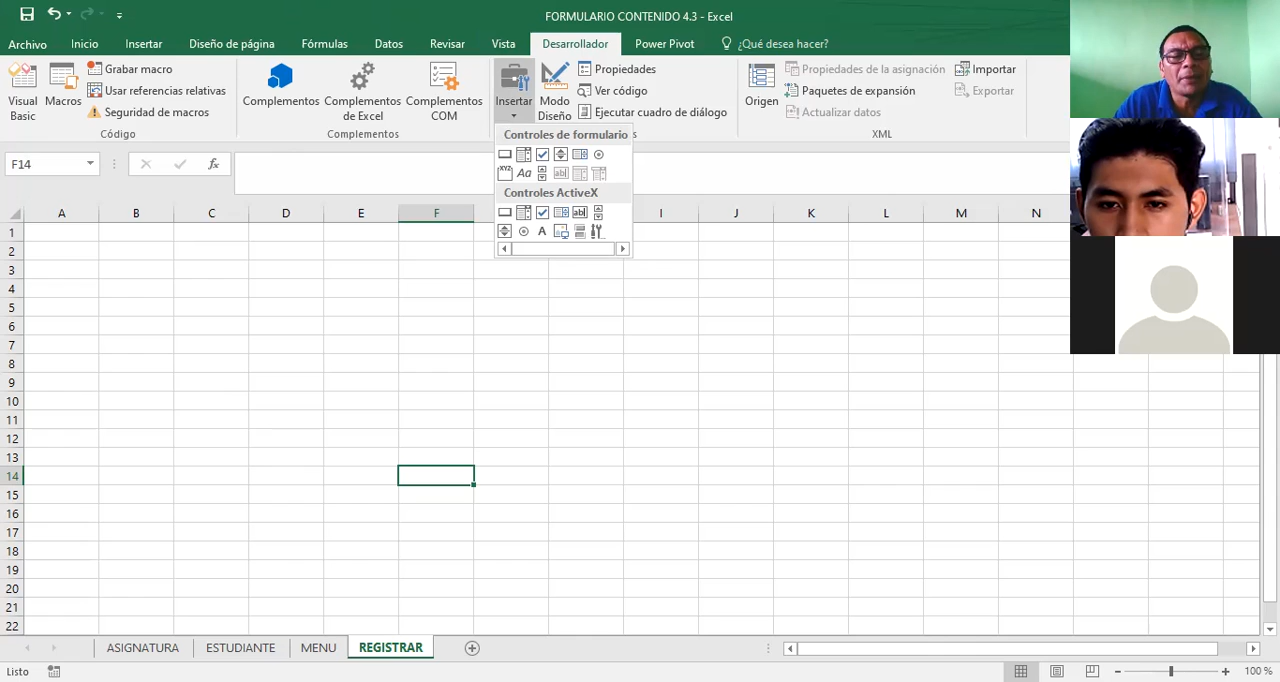 FORMULARIO CONTENIDO 4.3 - Excel
Archivo Inicio Insertar Diseño de página Fórmulas Datos Revisar Vista Desarrollador Power Pivot ¿Qué desea hacer?
Visual Basic
Macros
Grabar macro
Usar referencias relativas
Seguridad de macros
Código
Complementos
Complementos de Excel
Complementos COM
Complementos
Insertar
Modo Diseño
Propiedades
Ver código
Ejecutar cuadro de diálogo
Origen
Propiedades de la asignación
Paquetes de expansión
Actualizar datos
Importar
Exportar
XML
Controles de formulario
XYZ Aa ab|
Controles ActiveX
ab|
A
F14
fx
A B C D E F I J K L M N
1
2
3
4
5
6
7
8
9
10
11
12
13
14
15
16
17
18
19
20
21
22
ASIGNATURA ESTUDIANTE MENU REGISTRAR
Listo
100 %